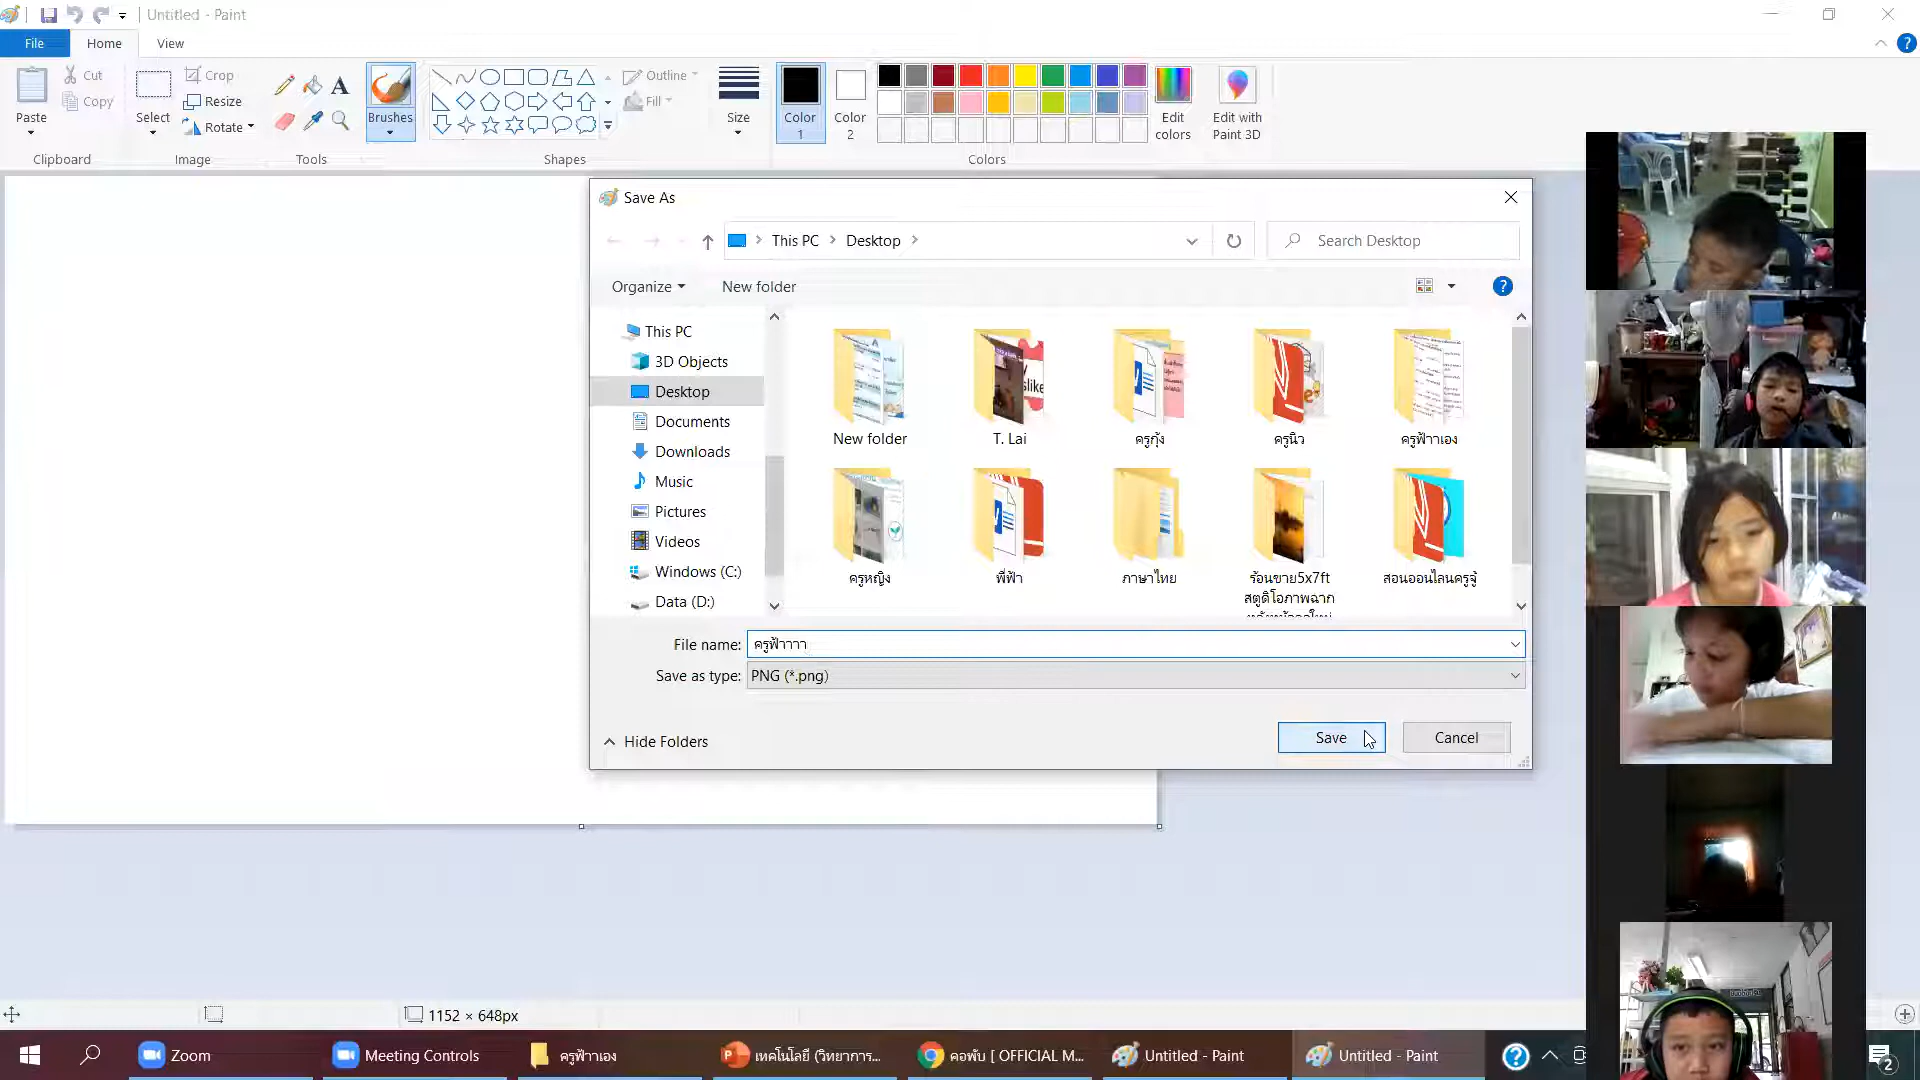 Untitled - Paint
File
Home
View
Paste
Cut
Copy
Clipboard
Select
Crop
Resize
Rotate
Image
Tools
Brushes
Shapes
Outline
Fill
Size
Color 1
Color 2
Colors
Edit colors
Edit with Paint 3D
Save As
This PC
Desktop
Search Desktop
Organize
New folder
This PC
3D Objects
Desktop
Documents
Downloads
Music
Pictures
Videos
Windows (C:)
Data (D:)
New folder
T. Lai
ครูกุ้ง
ครูนิว
ครูฟ้าาเอง
ครูหญิง
พี่ฟ้า
ภาษาไทย
ร้อนขาย5x7ft
สตูดิโอภาพฉาก
สอนออนไลนครูจู้
File name: ครูฟ้าาาา
Save as type: PNG (*.png)
Hide Folders
Save
Cancel
1152 × 648px
Zoom
Meeting Controls
ครูฟ้าาเอง
เทคโนโลยี (วิทยาการ...
คอพับ [ OFFICIAL M...
Untitled - Paint
Untitled - Paint
2